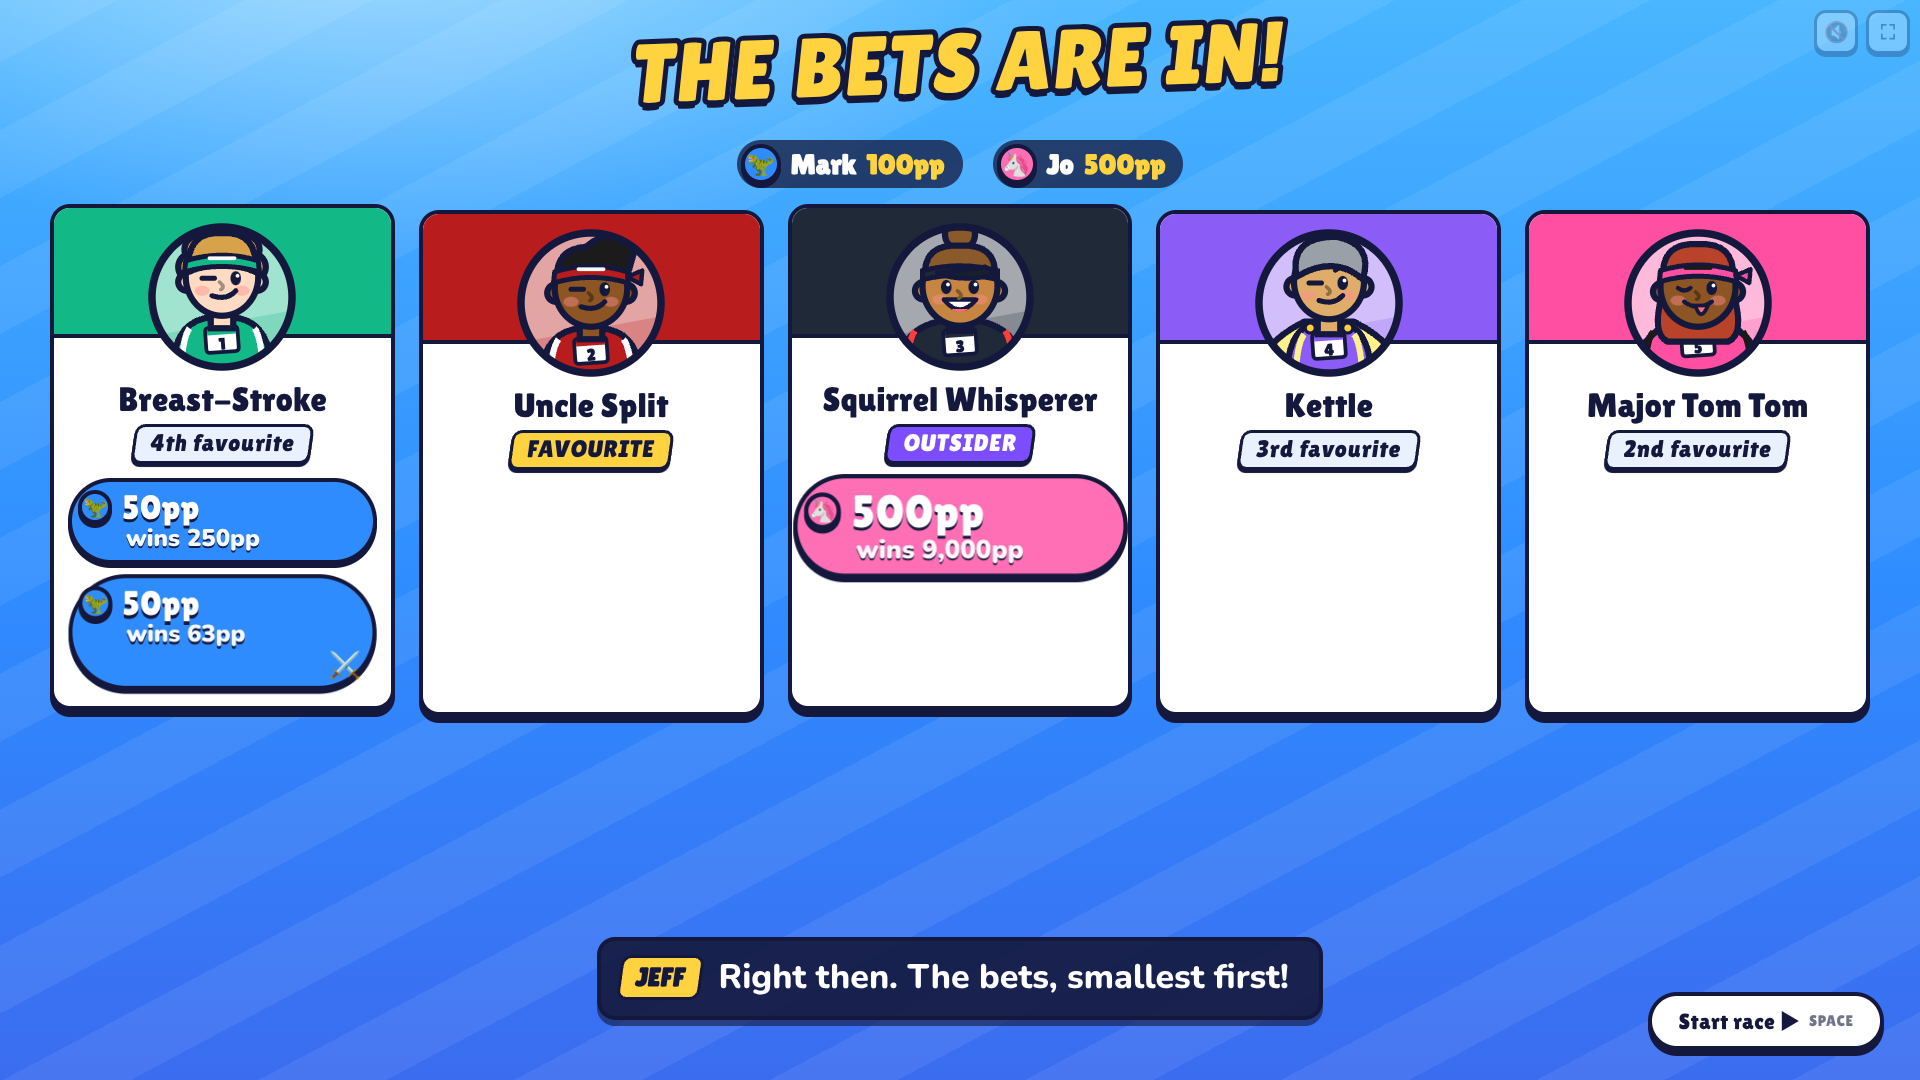 THE BETS ARE IN!
Mark 100pp
Jo 500pp
1
Breast-Stroke
4th favourite
50pp
wins 250pp
50pp
wins 63pp
2
Uncle Split
FAVOURITE
3
Squirrel Whisperer
OUTSIDER
500pp
wins 9,000pp
4
Kettle
3rd favourite
5
Major Tom Tom
2nd favourite
JEFF Right then. The bets, smallest first!
Start race SPACE